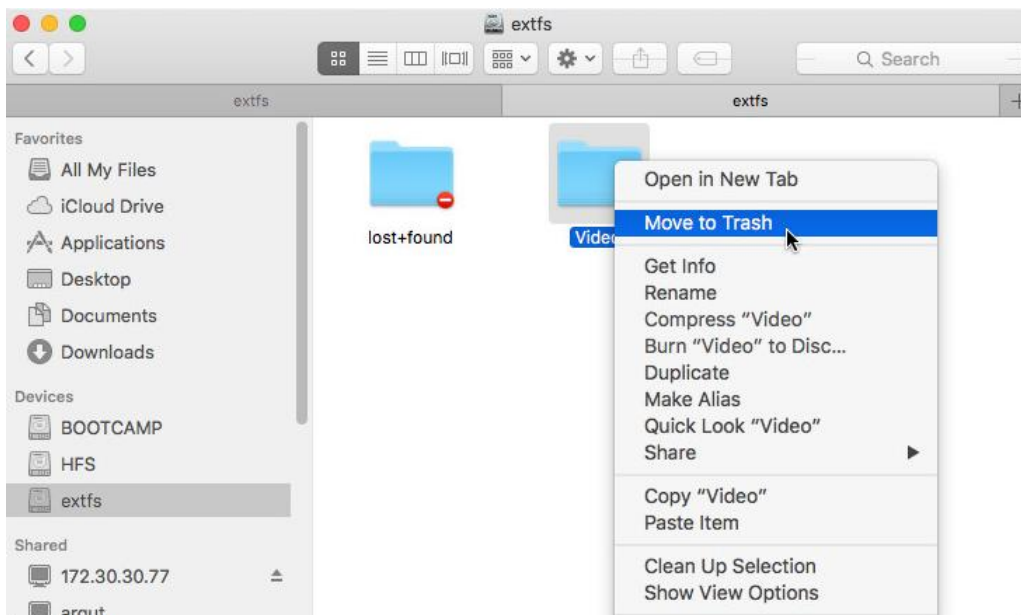 extfs
Search
extfs
extfs
Favorites
All My Files
iCloud Drive
Applications
Desktop
Documents
Downloads
Devices
BOOTCAMP
HFS
extfs
Shared
172.30.30.77
argut
lost+found
Open in New Tab
Move to Trash
Get Info
Rename
Compress “Video”
Burn “Video” to Disc...
Duplicate
Make Alias
Quick Look “Video”
Share
Copy “Video”
Paste Item
Clean Up Selection
Show View Options